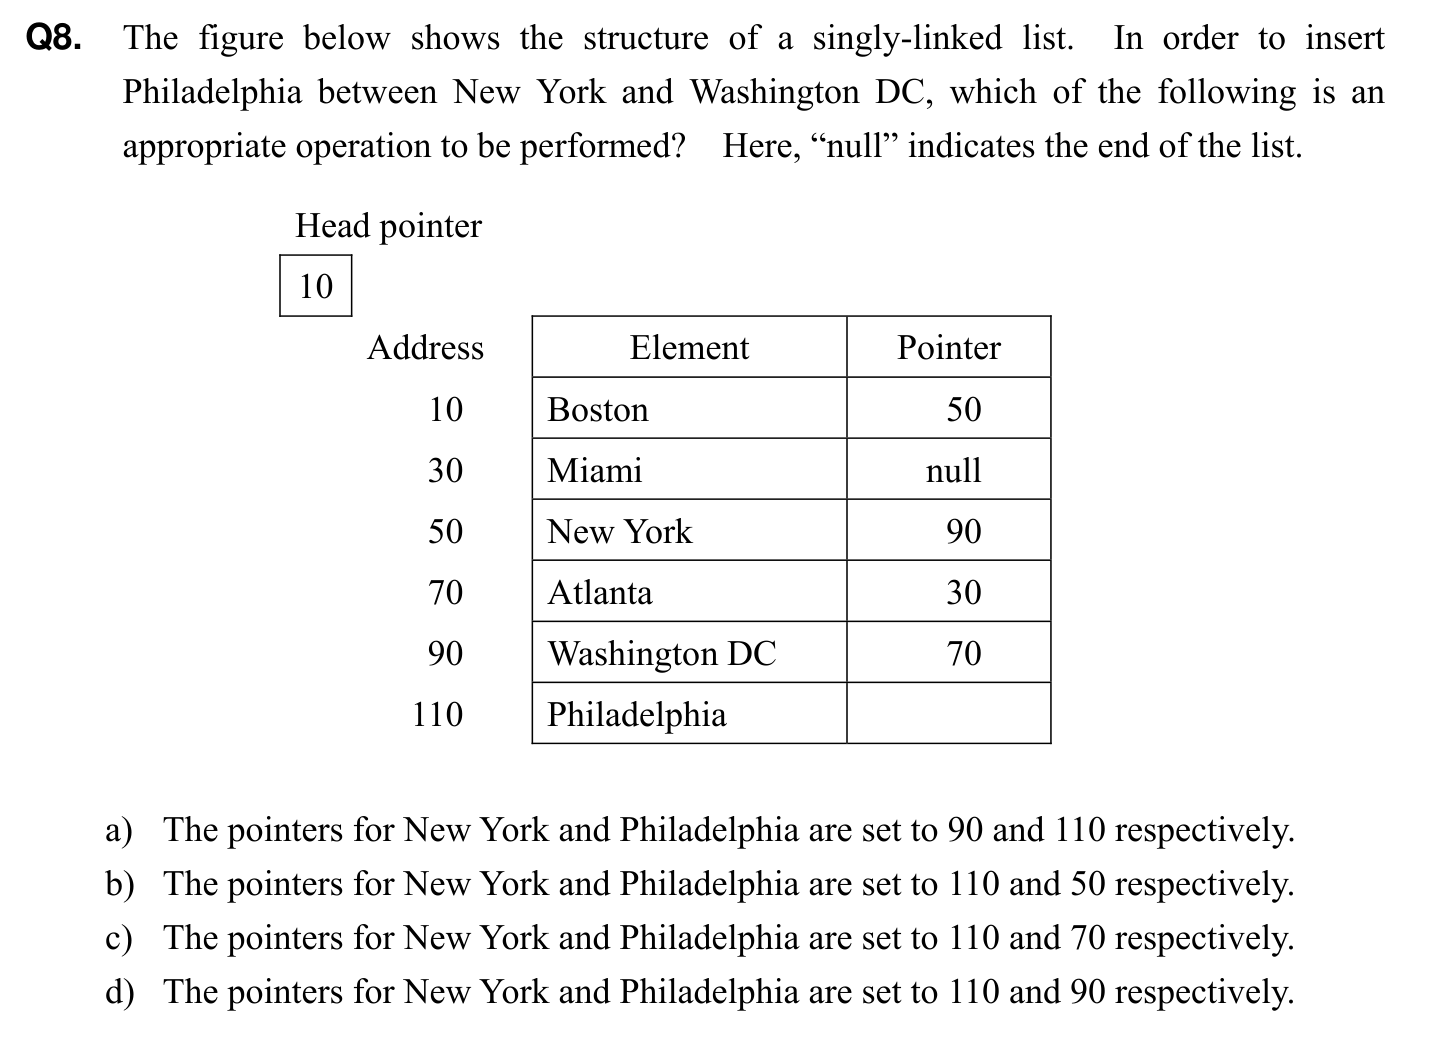 Q8. The figure below shows the structure of a singly-linked list. In order to insert
Philadelphia between New York and Washington DC, which of the following is an
appropriate operation to be performed? Here, “null” indicates the end of the list.
Head pointer
10
Address Element Pointer
10 Boston 50
30 Miami null
50 New York 90
70 Atlanta 30
90 Washington DC 70
110 Philadelphia
a) The pointers for New York and Philadelphia are set to 90 and 110 respectively.
b) The pointers for New York and Philadelphia are set to 110 and 50 respectively.
c) The pointers for New York and Philadelphia are set to 110 and 70 respectively.
d) The pointers for New York and Philadelphia are set to 110 and 90 respectively.